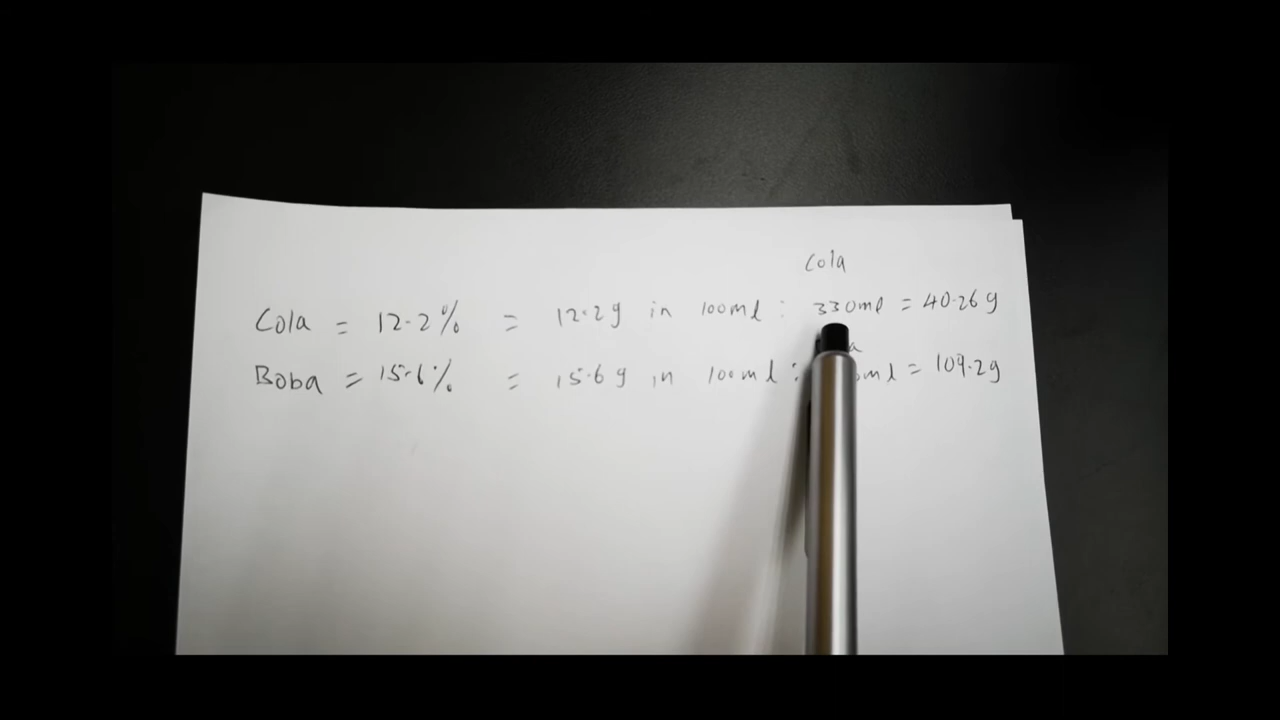 Cola
Cola = 12.2% = 12.2g in 100ml : 330ml = 40.26g
Boba = 15.6% = 15.6g in 100ml : ml = 109.2g